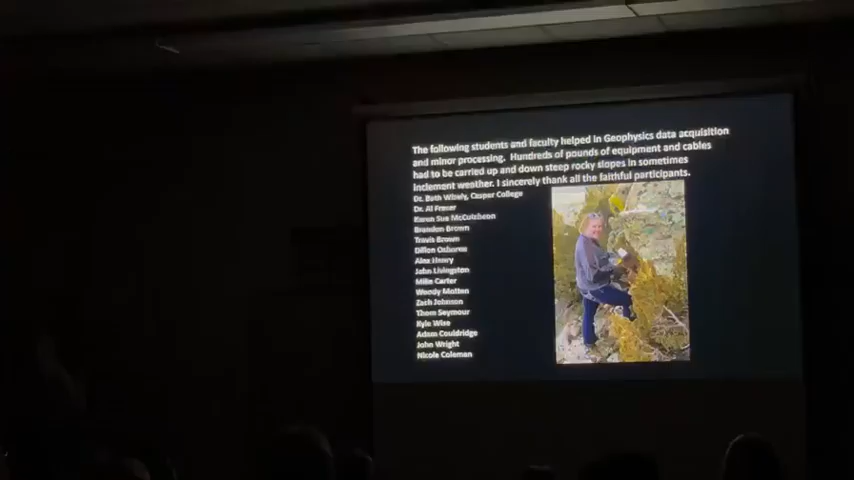 The following students and faculty helped in Geophysics data acquisition
and minor processing. Hundreds of pounds of equipment and cables
had to be carried up and down steep rocky slopes in sometimes
inclement weather. I sincerely thank all the faithful participants.
Dr. Beth Wisely, Casper College
Dr. Al Fraser
Karen Sue McCutcheon
Brandon Brown
Travis Brown
Dillon Osborne
Alex Henry
John Livingston
Mike Carter
Woody Motten
Zach Johnson
Thom Seymour
Kyle Wise
Adam Couldridge
John Wright
Nicole Coleman